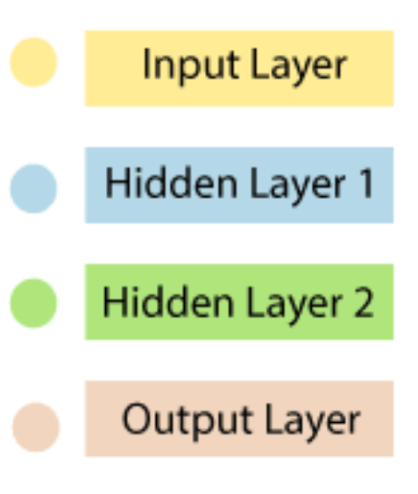 Input Layer
Hidden Layer 1
Hidden Layer 2
Output Layer